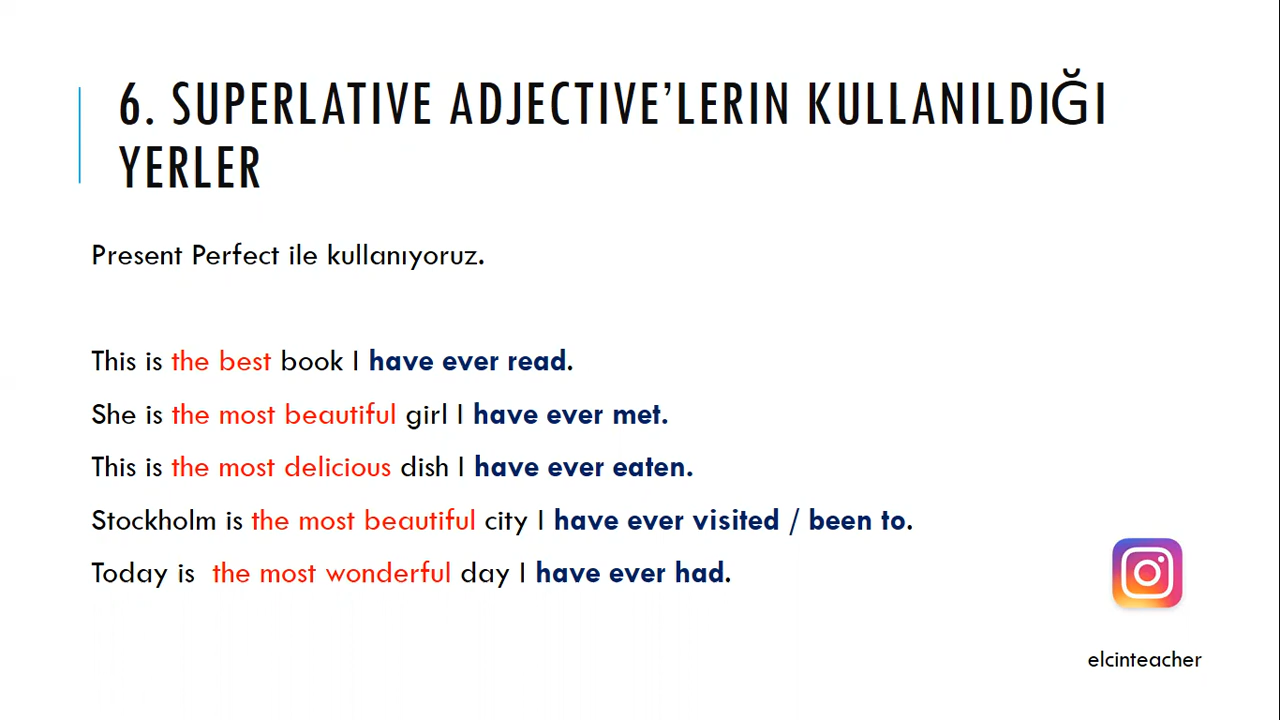 6. SUPERLATIVE ADJECTIVE’LERIN KULLANILDIĞI
YERLER
Present Perfect ile kullanıyoruz.
This is the best book I have ever read.
She is the most beautiful girl I have ever met.
This is the most delicious dish I have ever eaten.
Stockholm is the most beautiful city I have ever visited / been to.
Today is the most wonderful day I have ever had.
elcinteacher